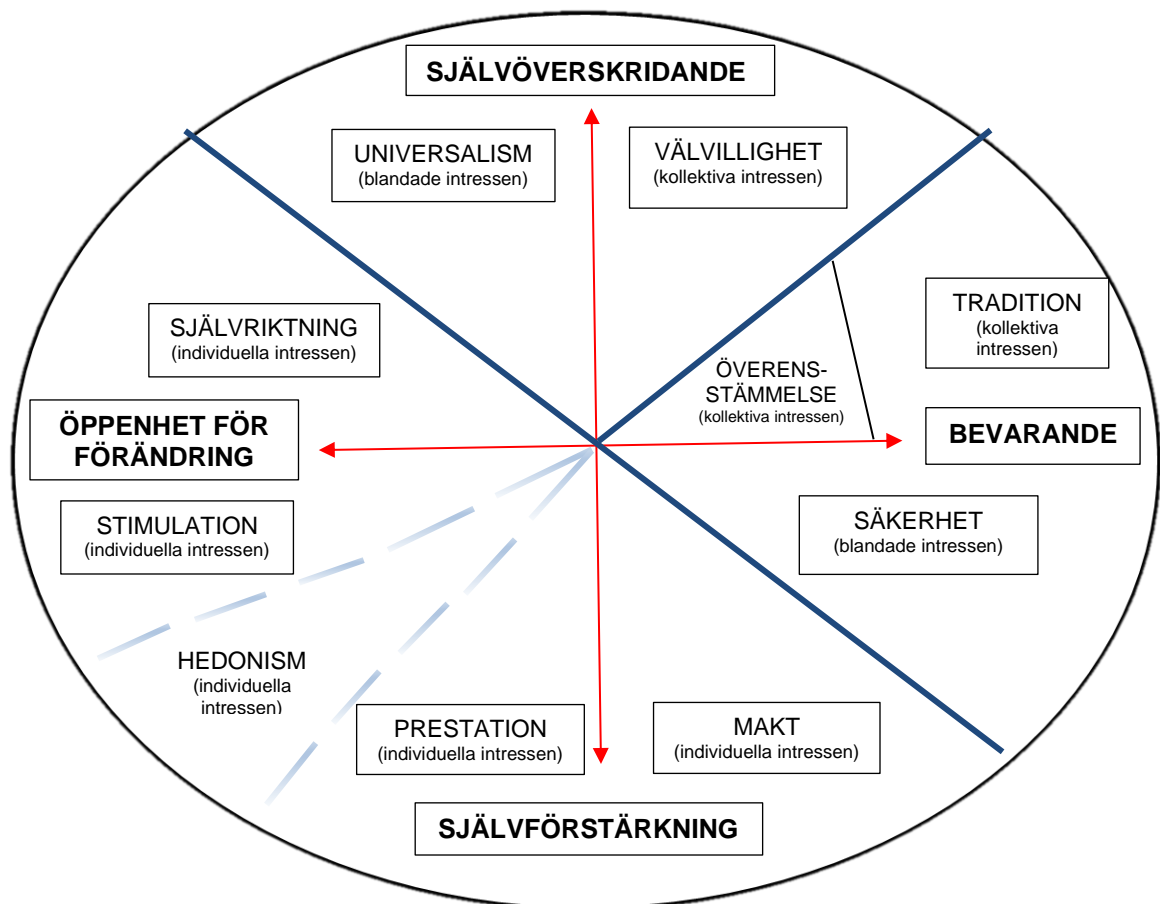 SJÄLVÖVERSKRIDANDE
UNIVERSALISM
(blandade intressen)
VÄLVILLIGHET
(kollektiva intressen)
SJÄLVRIKTNING
(individuella intressen)
TRADITION
(kollektiva
intressen)
ÖVERENS-
STÄMMELSE
(kollektiva intressen)
ÖPPENHET FÖR
FÖRÄNDRING
BEVARANDE
STIMULATION
(individuella intressen)
SÄKERHET
(blandade intressen)
HEDONISM
(individuella
intressen)
PRESTATION
(individuella intressen)
MAKT
(individuella intressen)
SJÄLVFÖRSTÄRKNING